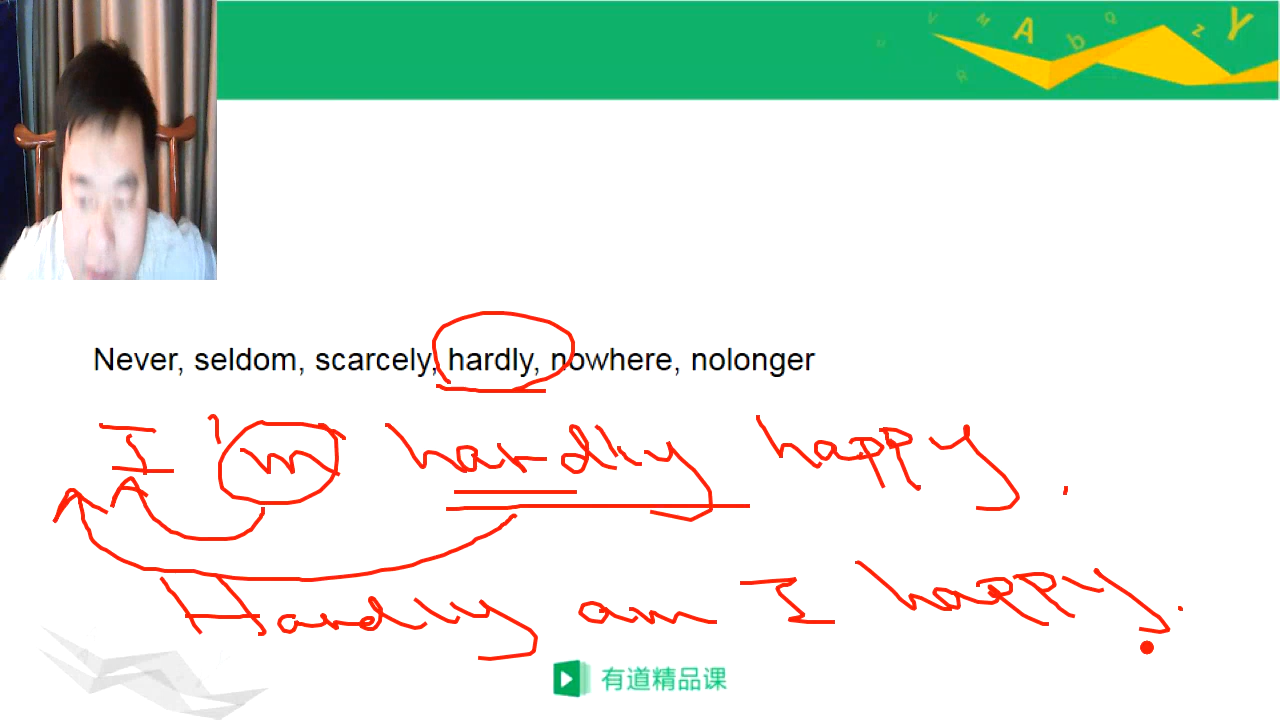 Never, seldom, scarcely, hardly, nowhere, nolonger
I'm hardly happy.
Hardly am I happy.
有道精品课